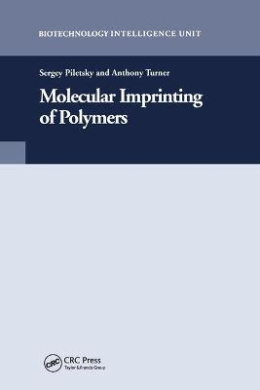 BIOTECHNOLOGY INTELLIGENCE UNIT
Sergey Piletsky and Anthony Turner
Molecular Imprinting
of Polymers
CRC Press
Taylor & Francis Group